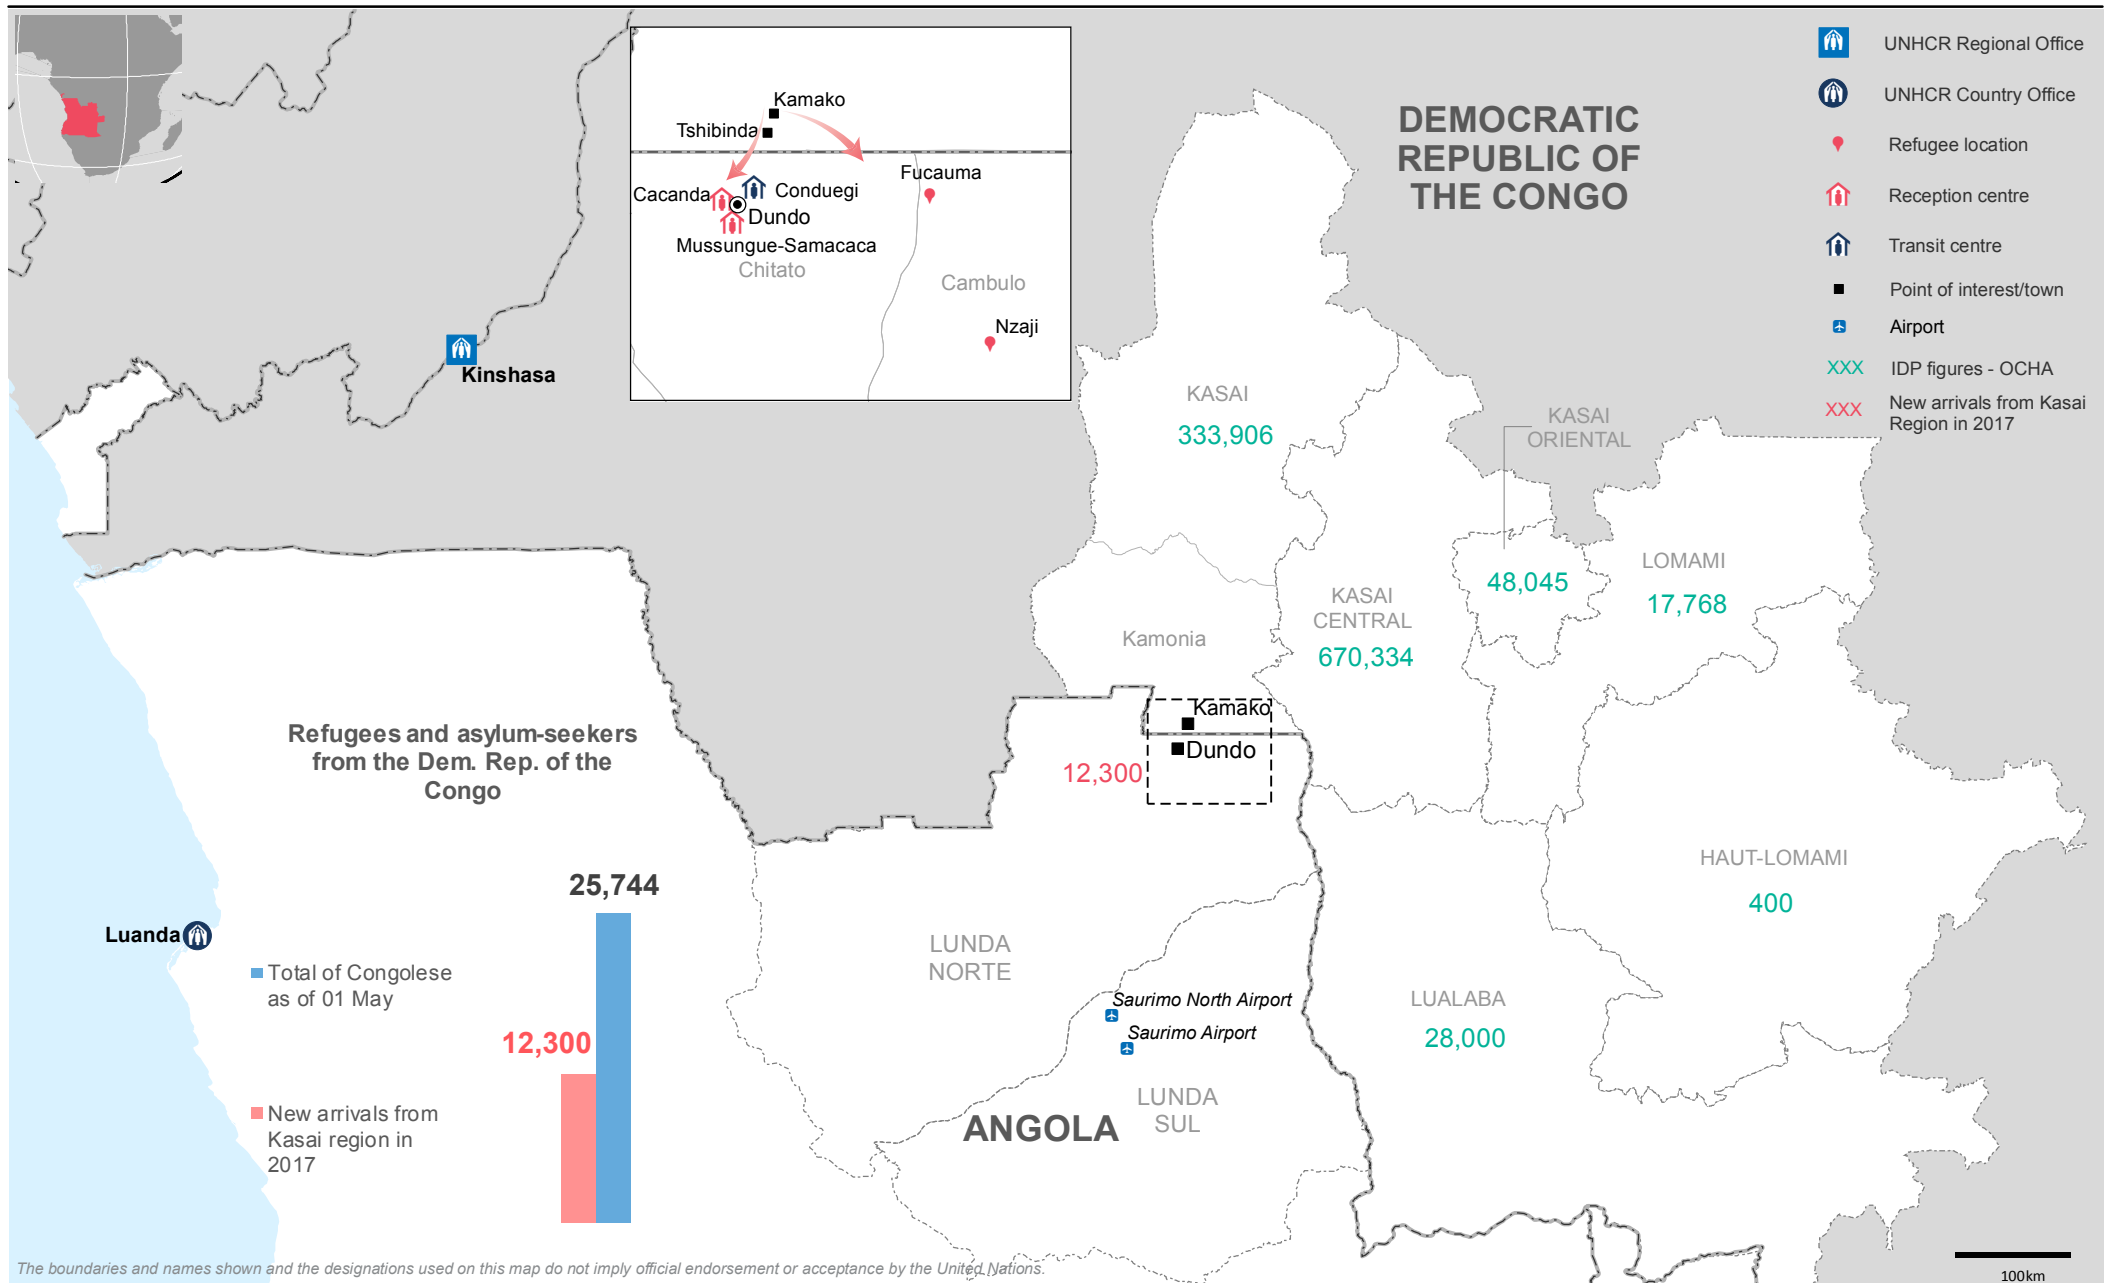 Kamako
Tshibinda
Cacanda
Conduegi
Dundo
Mussungue-Samacaca
Chitato
Fucauma
Cambulo
Nzaji
DEMOCRATIC
REPUBLIC OF
THE CONGO
UNHCR Regional Office
UNHCR Country Office
Refugee location
Reception centre
Transit centre
Point of interest/town
Airport
XXX IDP figures - OCHA
XXX New arrivals from Kasai
Region in 2017
Kinshasa
KASAI
333,906
KASAI
ORIENTAL
48,045
LOMAMI
17,768
KASAI
CENTRAL
670,334
Kamonia
Kamako
Dundo
12,300
HAUT-LOMAMI
400
LUALABA
28,000
LUNDA
NORTE
Saurimo North Airport
Saurimo Airport
LUNDA
SUL
ANGOLA
Luanda
Refugees and asylum-seekers
from the Dem. Rep. of the
Congo
25,744
12,300
Total of Congolese
as of 01 May
New arrivals from
Kasai region in
2017
The boundaries and names shown and the designations used on this map do not imply official endorsement or acceptance by the United Nations.
100km